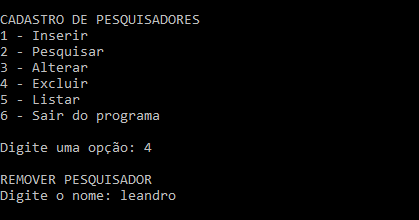 CADASTRO DE PESQUISADORES
1 - Inserir
2 - Pesquisar
3 - Alterar
4 - Excluir
5 - Listar
6 - Sair do programa
Digite uma opção: 4
REMOVER PESQUISADOR
Digite o nome: leandro